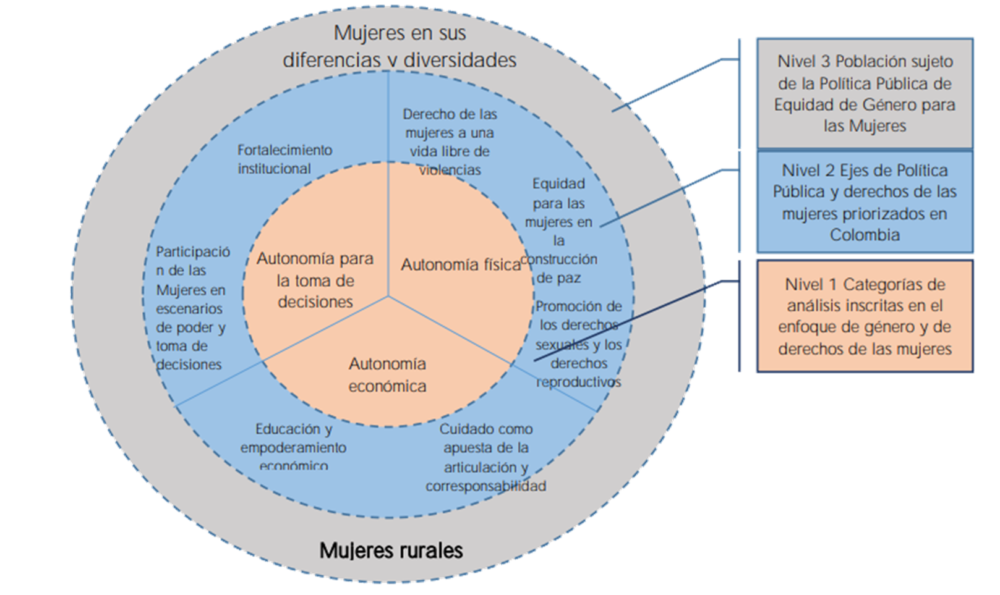 Mujeres en sus
diferencias y diversidades
Fortalecimiento
institucional
Derecho de las
mujeres a una
vida libre de
violencias
Equidad
para las
mujeres en
la
construcción
de paz
Participació
n de las
Mujeres en
escenarios
de poder y
toma de
decisiones
Autonomía para
la toma de
decisiones
Autonomía física
Promoción de
los derechos
sexuales y los
derechos
reproductivos
Autonomía
económica
Educación y
empoderamiento
económico
Cuidado como
apuesta de la
articulación y
corresponsabilidad
Mujeres rurales
Nivel 3 Población sujeto
de la Política Pública de
Equidad de Género para
las Mujeres
Nivel 2 Ejes de Política
Pública y derechos de las
mujeres priorizados en
Colombia
Nivel 1 Categorías de
análisis inscritas en el
enfoque de género y de
derechos de las mujeres